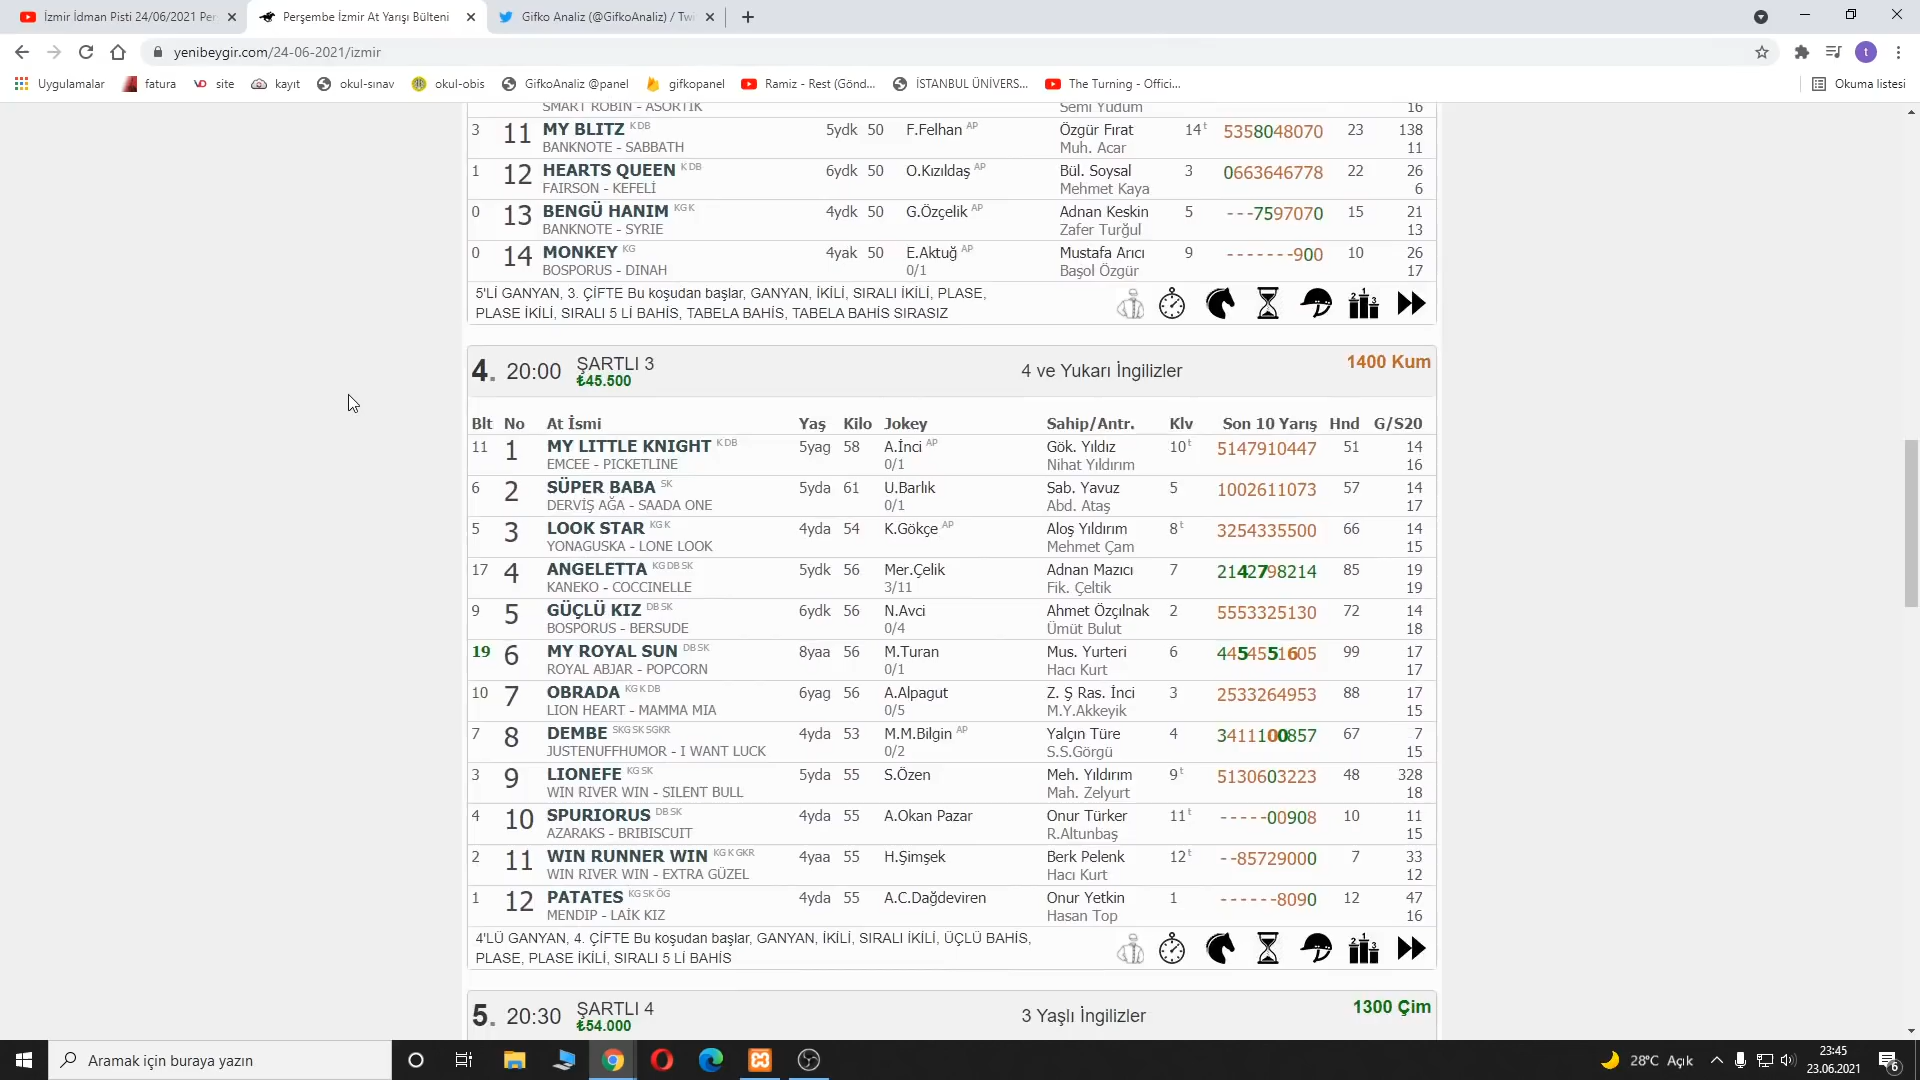 İzmir İdman Pisti 24/06/2021 Per
Perşembe İzmir At Yarışı Bülteni
Gifko Analiz (@GifkoAnaliz) / Twi
yenibeygir.com/24-06-2021/izmir
t
Uygulamalar
fatura
VD site
kayıt
okul-sınav
okul-obis
GifkoAnaliz @panel
gifkopanel
Ramiz - Rest (Gönd...
İSTANBUL ÜNİVERS...
The Turning - Offici...
Okuma listesi
SMART ROBIN - ASORTİK Semi Yudum 16
3 11 MY BLITZ K DB 5ydk 50 F.Felhan AP Özgür Fırat 14 t 5358048070 23 138
BANKNOTE - SABBATH Muh. Acar 11
1 12 HEARTS QUEEN K DB 6ydk 50 O.Kızıldaş AP Bül. Soysal 3 0663646778 22 26
FAIRSON - KEFELİ Mehmet Kaya 6
0 13 BENGÜ HANIM KG K 4ydk 50 G.Özçelik AP Adnan Keskin 5 ---7597070 15 21
BANKNOTE - SYRIE Zafer Turğul 13
0 14 MONKEY KG 4yak 50 E.Aktuğ AP Mustafa Arıcı 9 -------900 10 26
BOSPORUS - DINAH 0/1 Başol Özgür 17
5'Lİ GANYAN, 3. ÇİFTE Bu koşudan başlar, GANYAN, İKİLİ, SIRALI İKİLİ, PLASE,
PLASE İKİLİ, SIRALI 5 Lİ BAHİS, TABELA BAHİS, TABELA BAHİS SIRASIZ
4. 20:00 ŞARTLI 3 4 ve Yukarı İngilizler 1400 Kum
₺45.500
Blt No At İsmi Yaş Kilo Jokey Sahip/Antr. Klv Son 10 Yarış Hnd G/S20
11 1 MY LITTLE KNIGHT K DB 5yag 58 A.İnci AP Gök. Yıldız 10 t 5147910447 51 14
EMCEE - PICKETLINE 0/1 Nihat Yıldırım 16
6 2 SÜPER BABA SK 5yda 61 U.Barlık Sab. Yavuz 5 1002611073 57 14
DERVİŞ AĞA - SAADA ONE 0/1 Abd. Ataş 17
5 3 LOOK STAR KG K 4yda 54 K.Gökçe AP Aloş Yıldırım 8 t 3254335500 66 14
YONAGUSKA - LONE LOOK Mehmet Çam 15
17 4 ANGELETTA KG DB SK 5ydk 56 Mer.Çelik Adnan Mazıcı 7 2142798214 85 19
KANEKO - COCCINELLE 3/11 Fik. Çeltik 19
9 5 GÜÇLÜ KIZ DB SK 6ydk 56 N.Avci Ahmet Özçılnak 2 5553325130 72 14
BOSPORUS - BERSUDE 0/4 Ümüt Bulut 18
19 6 MY ROYAL SUN DB SK 8yaa 56 M.Turan Mus. Yurteri 6 4454551605 99 17
ROYAL ABJAR - POPCORN 0/1 Hacı Kurt 17
10 7 OBRADA KG K DB 6yag 56 A.Alpagut Z. Ş Ras. İnci 3 2533264953 88 17
LION HEART - MAMMA MIA 0/5 M.Y.Akkeyik 15
7 8 DEMBE SKG SK SGKR 4yda 53 M.M.Bilgin AP Yalçın Türe 4 3411100857 67 7
JUSTENUFFHUMOR - I WANT LUCK 0/2 S.S.Görgü 15
3 9 LIONEFE KG SK 5yda 55 S.Özen Meh. Yıldırım 9 t 5130603223 48 328
WIN RIVER WIN - SILENT BULL Mah. Zelyurt 18
4 10 SPURIORUS DB SK 4yda 55 A.Okan Pazar Onur Türker 11 t -----00908 10 11
AZARAKS - BRIBISCUIT R.Altunbaş 15
2 11 WIN RUNNER WIN KG K GKR 4yaa 55 H.Şimşek Berk Pelenk 12 t --85729000 7 33
WIN RIVER WIN - EXTRA GÜZEL Hacı Kurt 12
1 12 PATATES KG SK ÖG 4yda 55 A.C.Dağdeviren Onur Yetkin 1 ------8090 12 47
MENDIP - LAİK KIZ Hasan Top 16
4'LÜ GANYAN, 4. ÇİFTE Bu koşudan başlar, GANYAN, İKİLİ, SIRALI İKİLİ, ÜÇLÜ BAHİS,
PLASE, PLASE İKİLİ, SIRALI 5 Lİ BAHİS
5. 20:30 ŞARTLI 4 3 Yaşlı İngilizler 1300 Çim
₺54.000
Aramak için buraya yazın
28°C Açık
23:45
23.06.2021
6